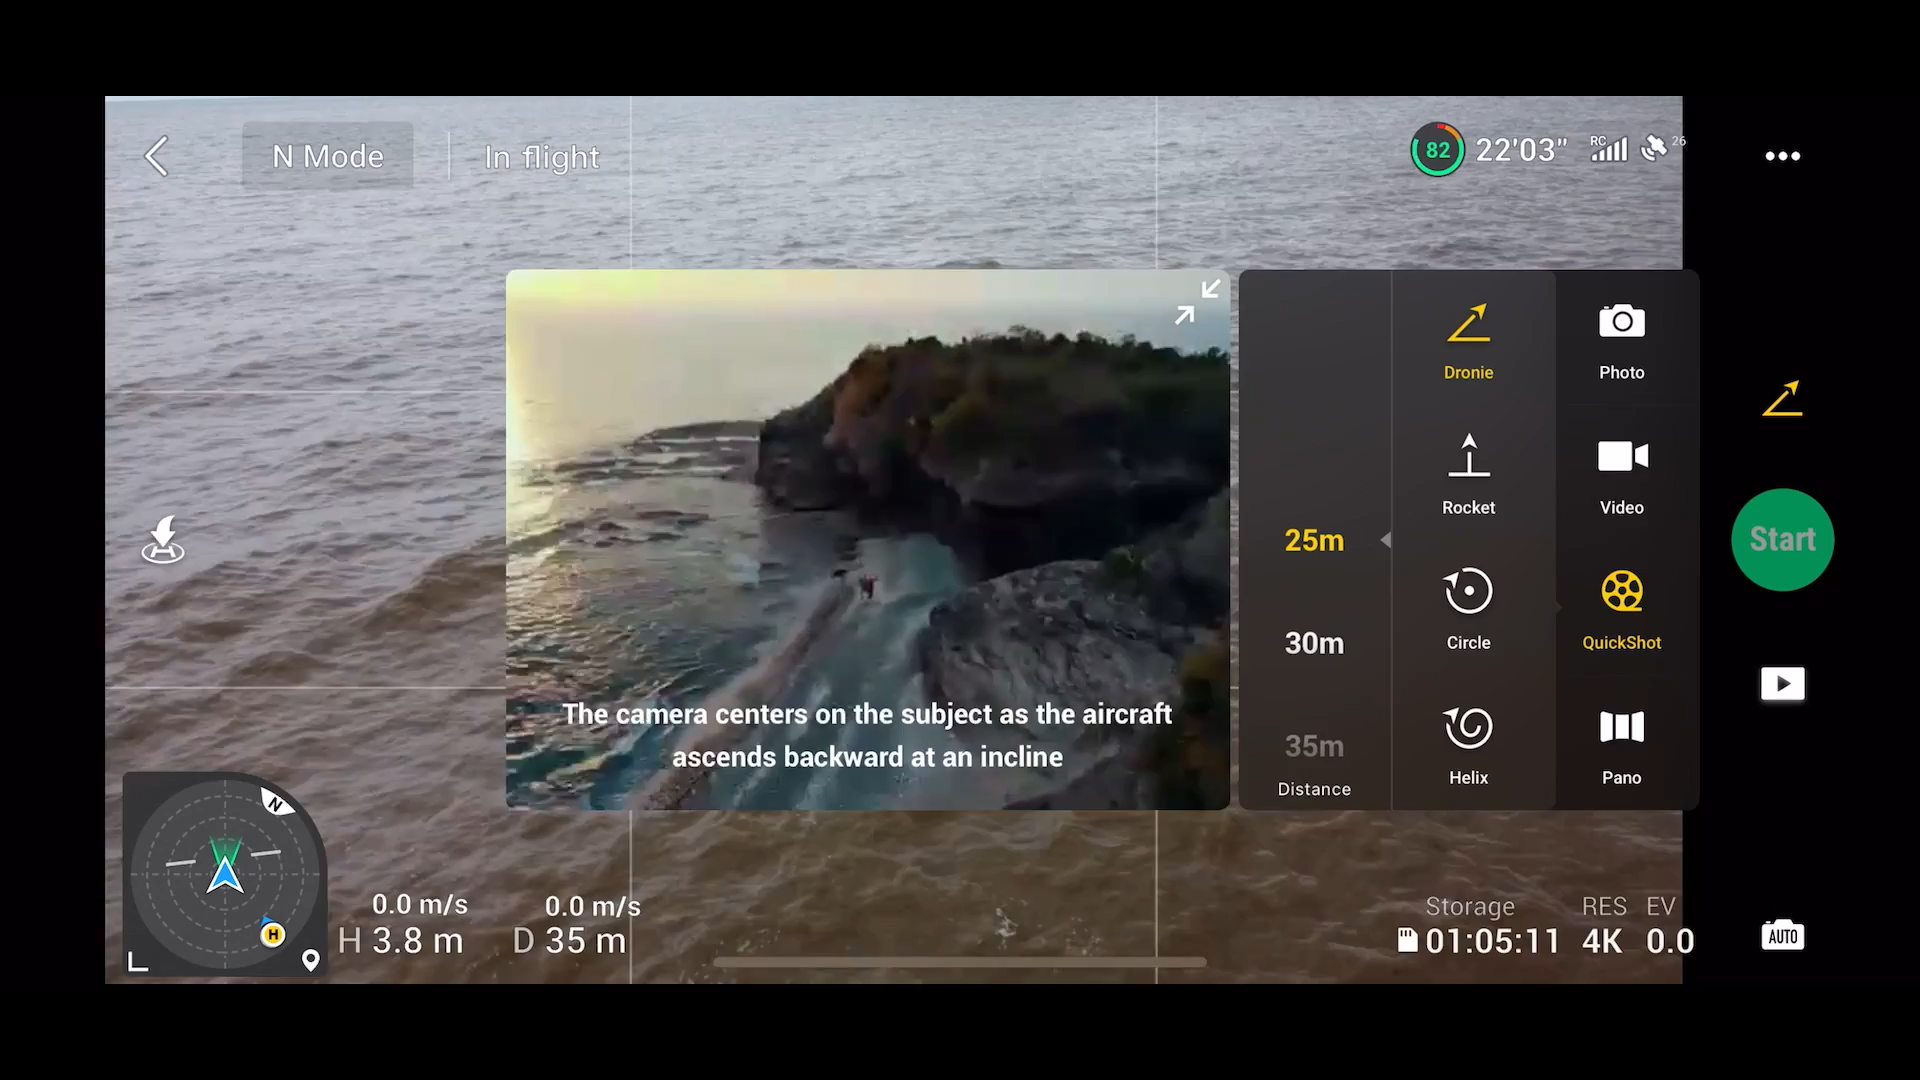 N Mode
In flight
82
22'03"
RC
26
Dronie
Photo
Rocket
Video
25m
Start
30m
Circle
QuickShot
The camera centers on the subject as the aircraft
ascends backward at an incline
35m
Distance
Helix
Pano
N
H
0.0 m/s
0.0 m/s
H 3.8 m
D 35 m
Storage
RES
EV
01:05:11
4K
0.0
AUTO